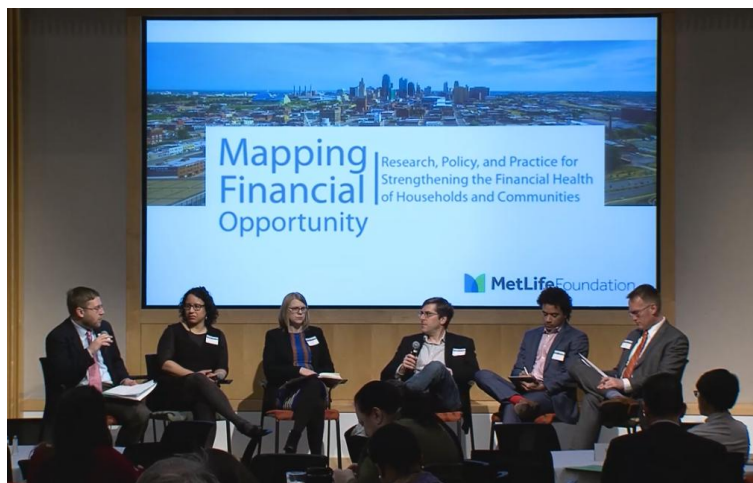 Mapping
Financial
Opportunity
Research, Policy, and Practice for
Strengthening the Financial Health
of Households and Communities
MetLife Foundation